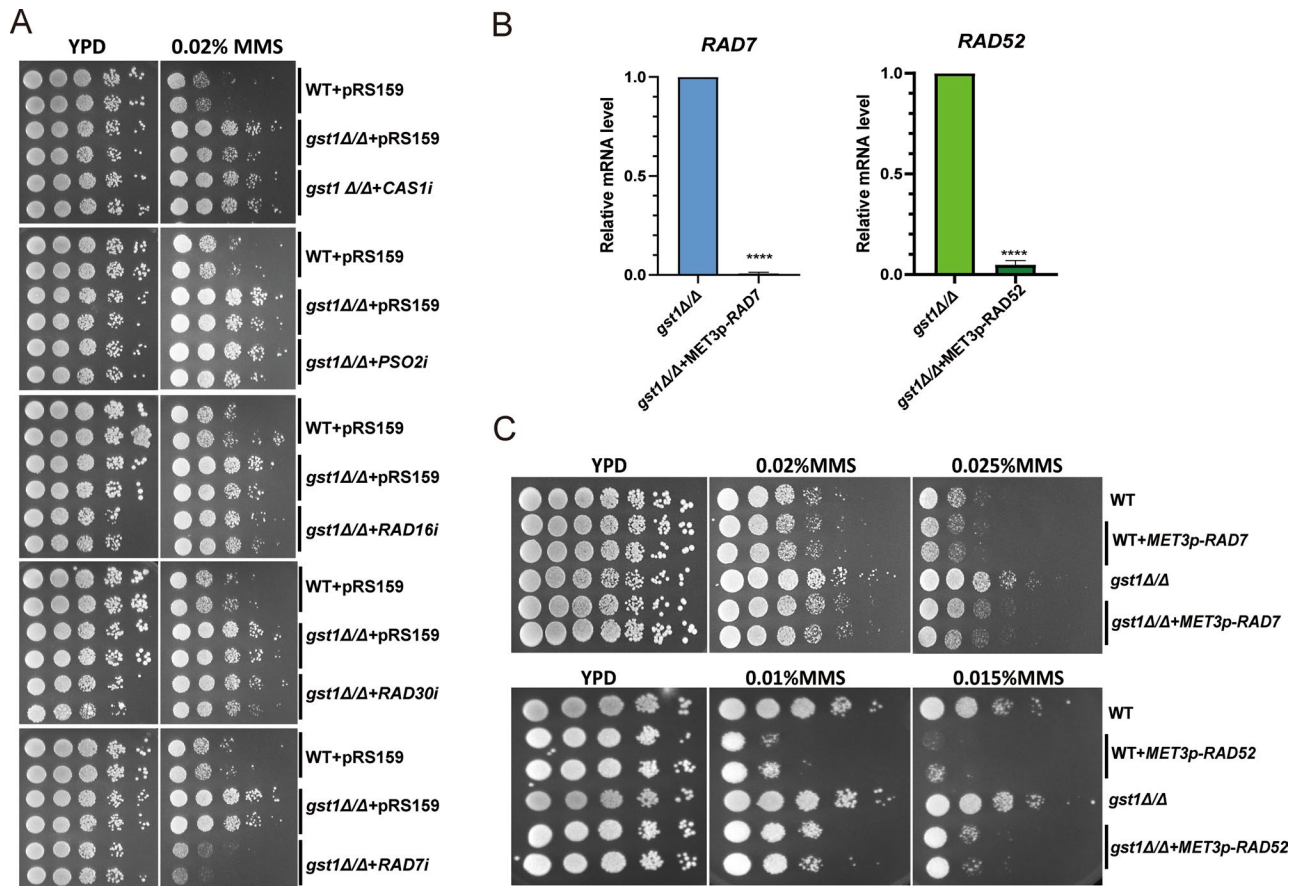 A
YPD
0.02% MMS
WT+pRS159
gst1Δ/Δ+pRS159
gst1 Δ/Δ+CAS1i
WT+pRS159
gst1Δ/Δ+pRS159
gst1Δ/Δ+PSO2i
WT+pRS159
gst1Δ/Δ+pRS159
gst1Δ/Δ+RAD16i
WT+pRS159
gst1Δ/Δ+pRS159
gst1Δ/Δ+RAD30i
WT+pRS159
gst1Δ/Δ+pRS159
gst1Δ/Δ+RAD7i
B
RAD7
Relative mRNA level
1.0
0.5
0.0
****
gst1Δ/Δ
gst1Δ/Δ+MET3p-RAD7
RAD52
Relative mRNA level
1.0
0.5
0.0
****
gst1Δ/Δ
gst1Δ/Δ+MET3p-RAD52
C
YPD
0.02%MMS
0.025%MMS
WT
WT+MET3p-RAD7
gst1Δ/Δ
gst1Δ/Δ+MET3p-RAD7
YPD
0.01%MMS
0.015%MMS
WT
WT+MET3p-RAD52
gst1Δ/Δ
gst1Δ/Δ+MET3p-RAD52